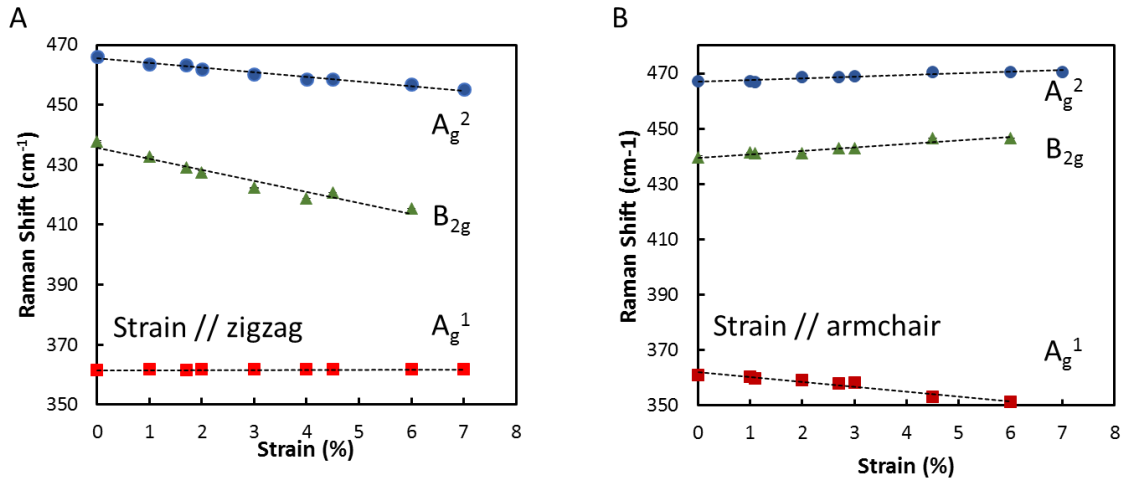 A
470
450
430
410
390
370
350
0 1 2 3 4 5 6 7 8
Raman Shift (cm-1)
Strain (%)
Ag2
B2g
Ag1
Strain // zigzag
B
470
450
430
410
390
370
350
0 1 2 3 4 5 6 7 8
Raman Shift (cm-1)
Strain (%)
Ag2
B2g
Ag1
Strain // armchair